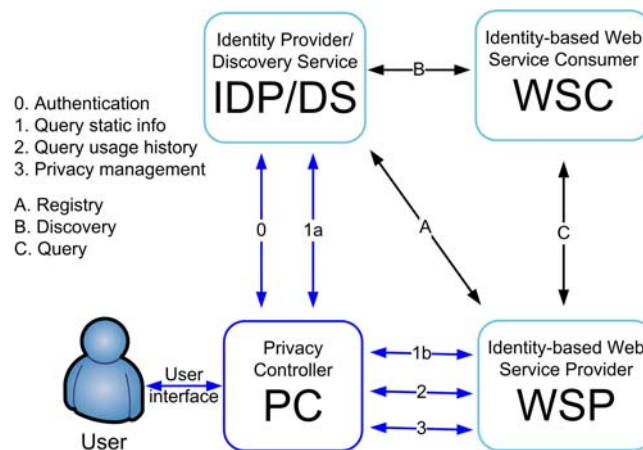 Identity Provider/
Discovery Service
IDP/DS
B
Identity-based Web
Service Consumer
WSC
0. Authentication
1. Query static info
2. Query usage history
3. Privacy management
A. Registry
B. Discovery
C. Query
0
1a
A
C
User
interface
User
Privacy
Controller
PC
1b
2
3
Identity-based Web
Service Provider
WSP